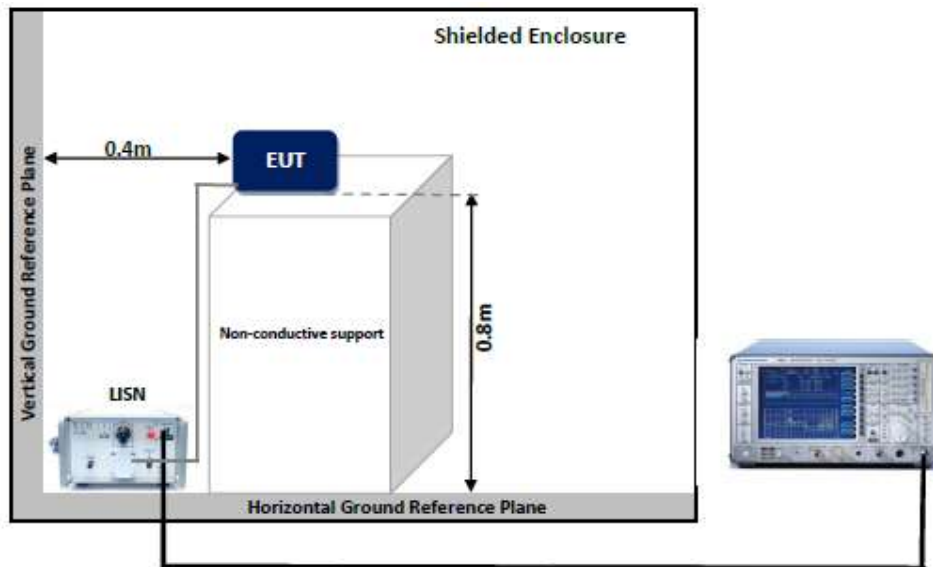 Shielded Enclosure
0.4m
EUT
Vertical Ground Reference Plane
Non-conductive support
0.8m
LISN
Horizontal Ground Reference Plane